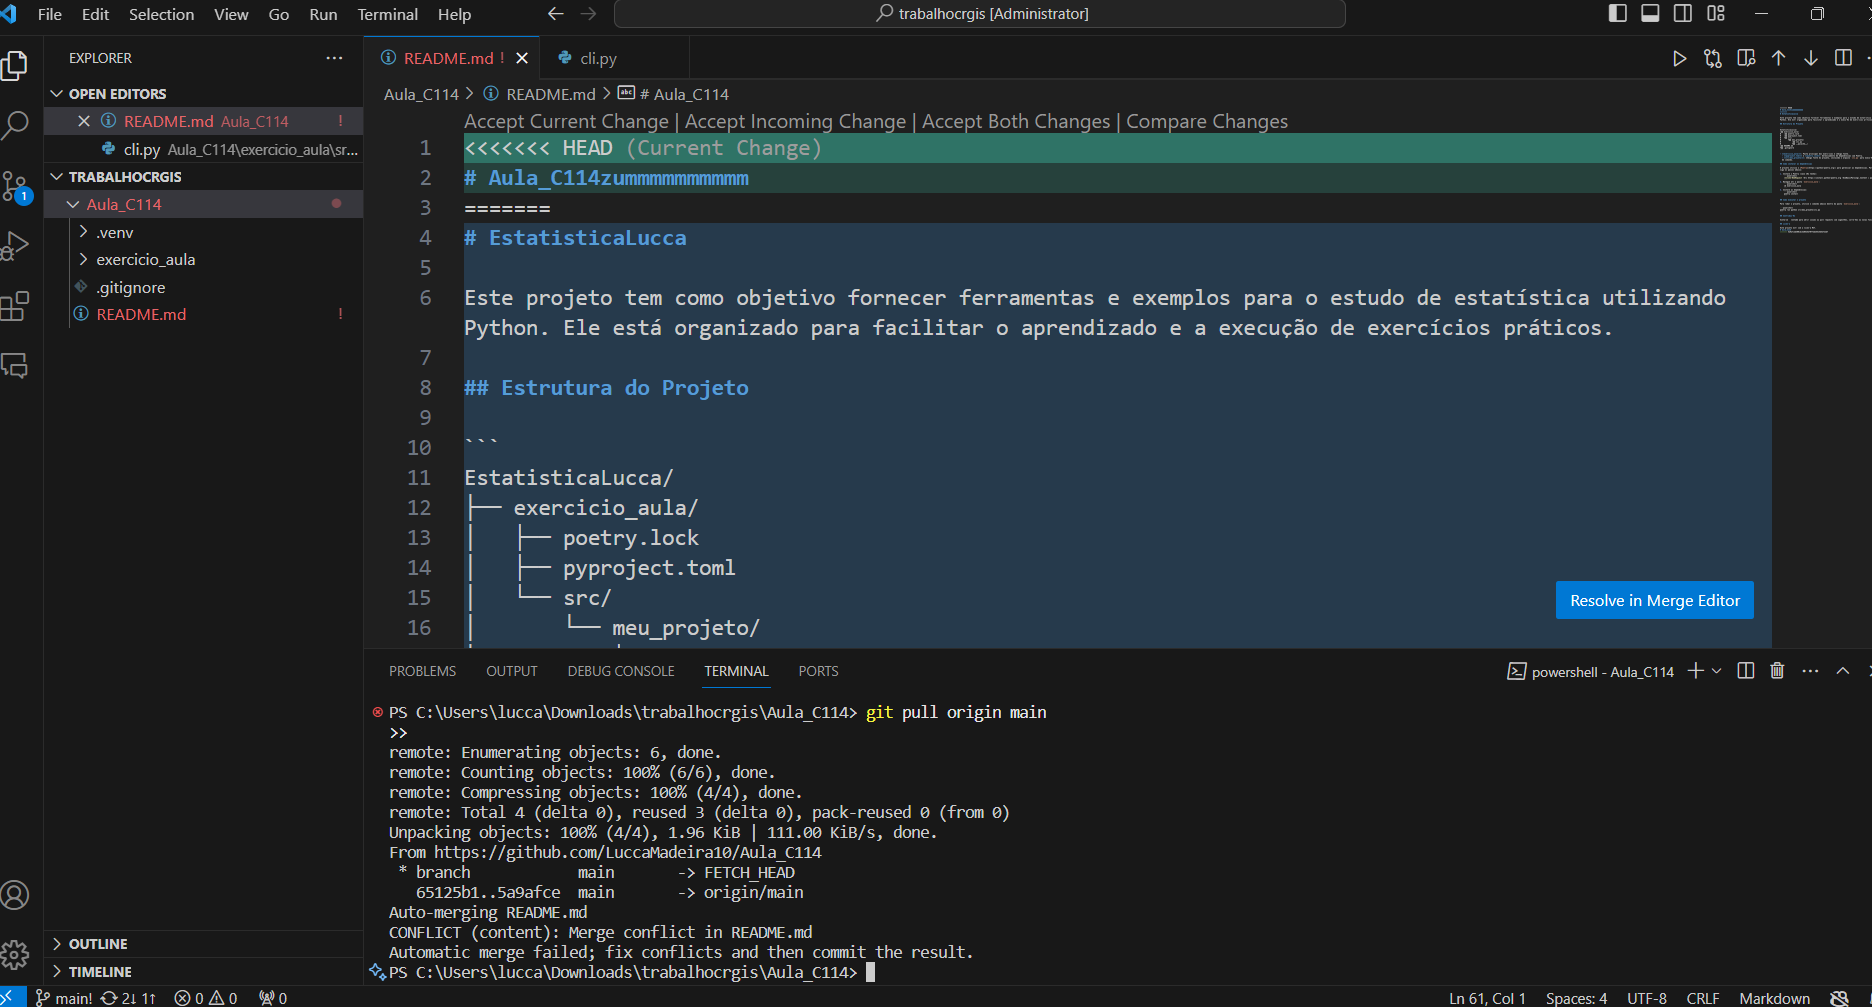 File Edit Selection View Go Run Terminal Help
trabalhocrgis [Administrator]
EXPLORER
OPEN EDITORS
README.md Aula_C114 !
cli.py Aula_C114\exercicio_aula\sr...
TRABALHOCRGIS
Aula_C114
.venv
exercicio_aula
.gitignore
README.md !
OUTLINE
TIMELINE
1
README.md !
cli.py
Aula_C114 > README.md > # Aula_C114
Accept Current Change | Accept Incoming Change | Accept Both Changes | Compare Changes
1 <<<<<<< HEAD (Current Change)
2 # Aula_C114zummmmmmmmmm
3 =======
4 # EstatisticaLucca
5
6 Este projeto tem como objetivo fornecer ferramentas e exemplos para o estudo de estatística utilizando
Python. Ele está organizado para facilitar o aprendizado e a execução de exercícios práticos.
7
8 ## Estrutura do Projeto
9
10 ```
11 EstatisticaLucca/
12 ├── exercicio_aula/
13 │   ├── poetry.lock
14 │   ├── pyproject.toml
15 │   └── src/
16 │       └── meu_projeto/
Resolve in Merge Editor
PROBLEMS OUTPUT DEBUG CONSOLE TERMINAL PORTS
powershell - Aula_C114
PS C:\Users\lucca\Downloads\trabalhocrgis\Aula_C114> git pull origin main
>>
remote: Enumerating objects: 6, done.
remote: Counting objects: 100% (6/6), done.
remote: Compressing objects: 100% (4/4), done.
remote: Total 4 (delta 0), reused 3 (delta 0), pack-reused 0 (from 0)
Unpacking objects: 100% (4/4), 1.96 KiB | 111.00 KiB/s, done.
From https://github.com/LuccaMadeira10/Aula_C114
 * branch            main       -> FETCH_HEAD
   65125b1..5a9afce  main       -> origin/main
Auto-merging README.md
CONFLICT (content): Merge conflict in README.md
Automatic merge failed; fix conflicts and then commit the result.
PS C:\Users\lucca\Downloads\trabalhocrgis\Aula_C114>
main! 2↓ 1↑ 0 0 0
Ln 61, Col 1 Spaces: 4 UTF-8 CRLF Markdown